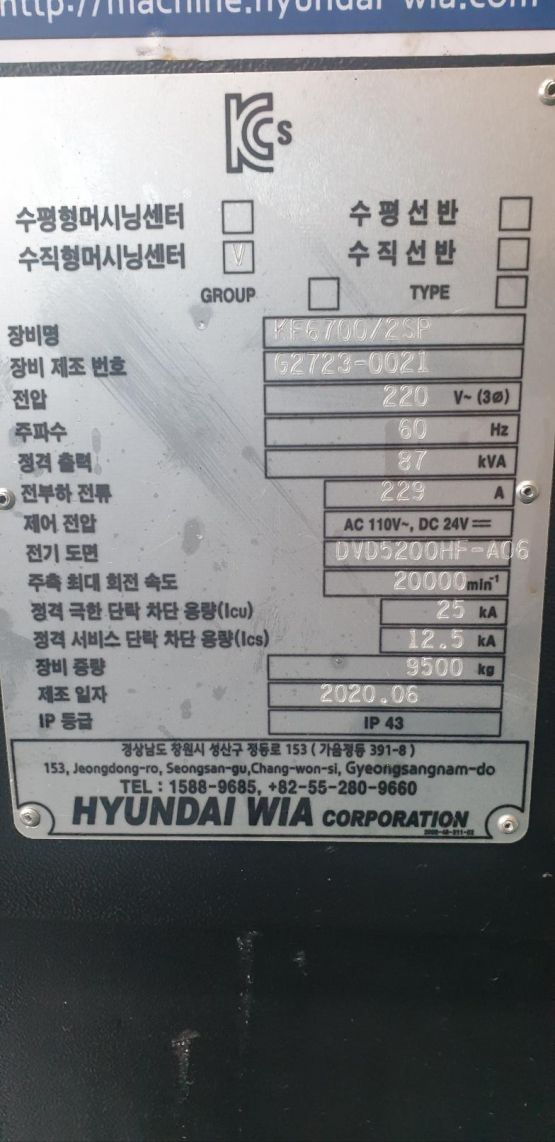 http://machine.hyundai-wia.com
KCs
수평형머시닝센터 수평선반
수직형머시닝센터 V 수직선반
GROUP TYPE
장비명 KF6700/2SP
장비 제조 번호 G2723-0021
전압 220 V~ (3ø)
주파수 60 Hz
정격 출력 87 kVA
전부하 전류 229 A
제어 전압 AC 110V~, DC 24V
전기 도면 DVD5200HF-A06
주축 최대 회전 속도 20000 min⁻¹
정격 극한 단락 차단 용량(Icu) 25 kA
정격 서비스 단락 차단 용량(Ics) 12.5 kA
장비 중량 9500 kg
제조 일자 2020.06
IP 등급 IP 43
경상남도 창원시 성산구 정동로 153 ( 가음정동 391-8 )
153, Jeongdong-ro, Seongsan-gu,Chang-won-si, Gyeongsangnam-do
TEL : 1588-9685, +82-55-280-9660
HYUNDAI WIA CORPORATION